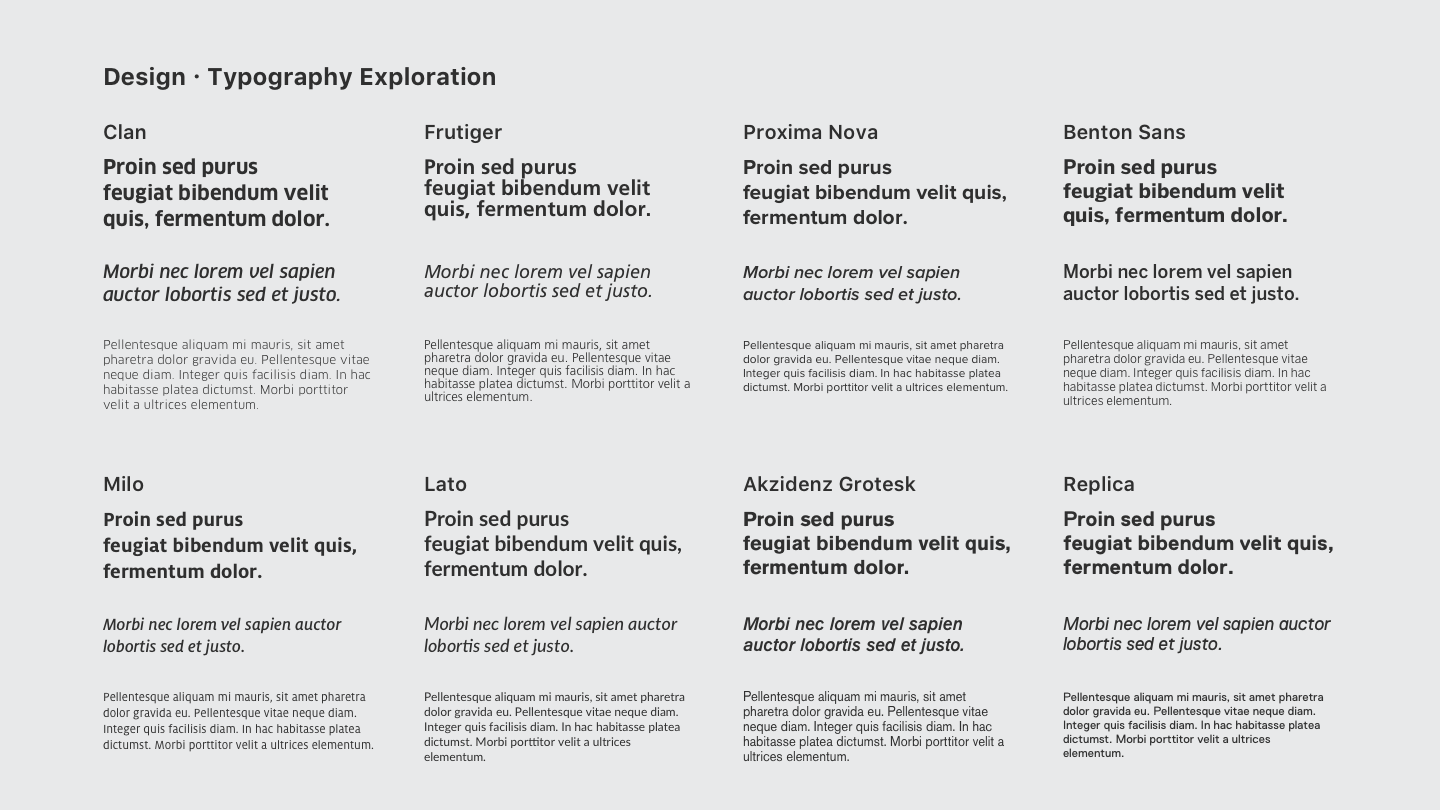 Design · Typography Exploration
Clan
Proin sed purus
feugiat bibendum velit
quis, fermentum dolor.
Morbi nec lorem vel sapien
auctor lobortis sed et justo.
Pellentesque aliquam mi mauris, sit amet
pharetra dolor gravida eu. Pellentesque vitae
neque diam. Integer quis facilisis diam. In hac
habitasse platea dictumst. Morbi porttitor
velit a ultrices elementum.
Frutiger
Proin sed purus
feugiat bibendum velit
quis, fermentum dolor.
Morbi nec lorem vel sapien
auctor lobortis sed et justo.
Pellentesque aliquam mi mauris, sit amet
pharetra dolor gravida eu. Pellentesque vitae
neque diam. Integer quis facilisis diam. In hac
habitasse platea dictumst. Morbi porttitor velit a
ultrices elementum.
Proxima Nova
Proin sed purus
feugiat bibendum velit quis,
fermentum dolor.
Morbi nec lorem vel sapien
auctor lobortis sed et justo.
Pellentesque aliquam mi mauris, sit amet pharetra
dolor gravida eu. Pellentesque vitae neque diam.
Integer quis facilisis diam. In hac habitasse platea
dictumst. Morbi porttitor velit a ultrices elementum.
Benton Sans
Proin sed purus
feugiat bibendum velit
quis, fermentum dolor.
Morbi nec lorem vel sapien
auctor lobortis sed et justo.
Pellentesque aliquam mi mauris, sit amet
pharetra dolor gravida eu. Pellentesque vitae
neque diam. Integer quis facilisis diam. In hac
habitasse platea dictumst. Morbi porttitor velit a
ultrices elementum.
Milo
Proin sed purus
feugiat bibendum velit quis,
fermentum dolor.
Morbi nec lorem vel sapien auctor
lobortis sed et justo.
Pellentesque aliquam mi mauris, sit amet pharetra
dolor gravida eu. Pellentesque vitae neque diam.
Integer quis facilisis diam. In hac habitasse platea
dictumst. Morbi porttitor velit a ultrices elementum.
Lato
Proin sed purus
feugiat bibendum velit quis,
fermentum dolor.
Morbi nec lorem vel sapien auctor
lobortis sed et justo.
Pellentesque aliquam mi mauris, sit amet pharetra
dolor gravida eu. Pellentesque vitae neque diam.
Integer quis facilisis diam. In hac habitasse platea
dictumst. Morbi porttitor velit a ultrices
elementum.
Akzidenz Grotesk
Proin sed purus
feugiat bibendum velit quis,
fermentum dolor.
Morbi nec lorem vel sapien
auctor lobortis sed et justo.
Pellentesque aliquam mi mauris, sit amet
pharetra dolor gravida eu. Pellentesque vitae
neque diam. Integer quis facilisis diam. In hac
habitasse platea dictumst. Morbi porttitor velit a
ultrices elementum.
Replica
Proin sed purus
feugiat bibendum velit quis,
fermentum dolor.
Morbi nec lorem vel sapien auctor
lobortis sed et justo.
Pellentesque aliquam mi mauris, sit amet pharetra
dolor gravida eu. Pellentesque vitae neque diam.
Integer quis facilisis diam. In hac habitasse platea
dictumst. Morbi porttitor velit a ultrices
elementum.